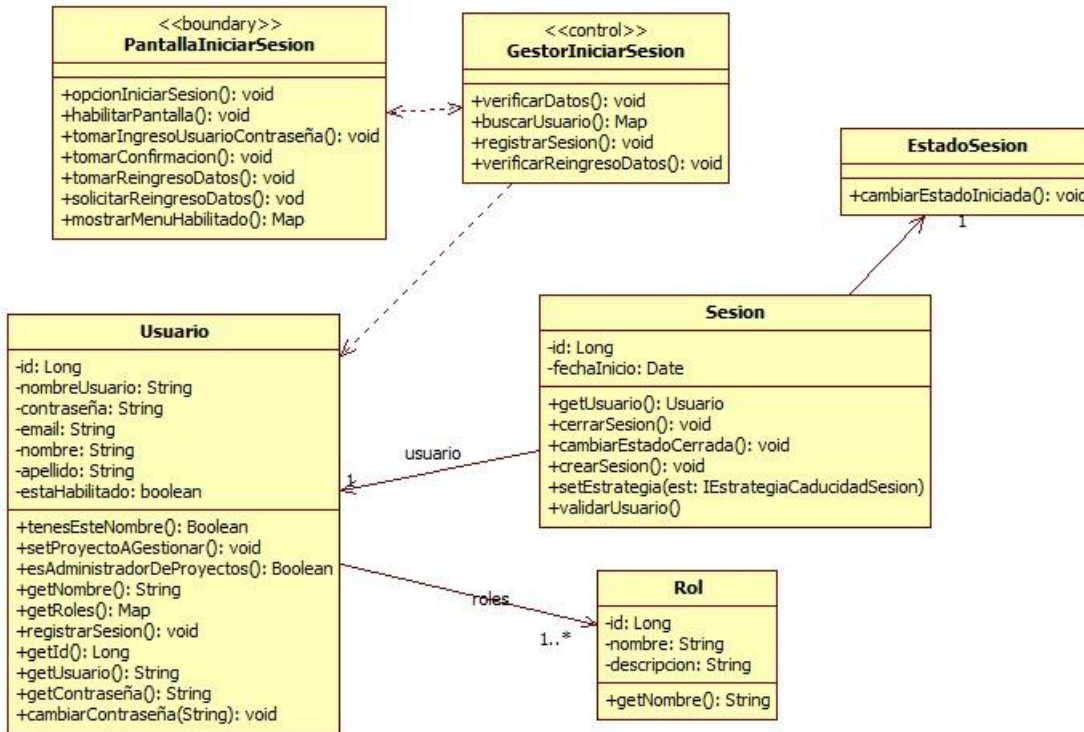 <<boundary>>
PantallaIniciarSesion
+opcionIniciarSesion(): void
+habilitarPantalla(): void
+tomarIngresoUsuarioContraseña(): void
+tomarConfirmacion(): void
+tomarReingresoDatos(): void
+solicitarReingresoDatos(): vod
+mostrarMenuHabilitado(): Map
<<control>>
GestorIniciarSesion
+verificarDatos(): void
+buscarUsuario(): Map
+registrarSesion(): void
+verificarReingresoDatos(): void
EstadoSesion
+cambiarEstadoIniciada(): void
1
Sesion
-id: Long
-fechaInicio: Date
+getUsuario(): Usuario
+cerrarSesion(): void
+cambiarEstadoCerrada(): void
+crearSesion(): void
+setEstrategia(est: IEstrategiaCaducidadSesion)
+validarUsuario()
Usuario
-id: Long
-nombreUsuario: String
-contraseña: String
-email: String
-nombre: String
-apellido: String
-estaHabilitado: boolean
+tenesEsteNombre(): Boolean
+setProyectoAGestionar(): void
+esAdministradorDeProyectos(): Boolean
+getNombre(): String
+getRoles(): Map
+registrarSesion(): void
+getId(): Long
+getUsuario(): String
+getContraseña(): String
+cambiarContraseña(String): void
usuario
1
roles
1..*
Rol
-id: Long
-nombre: String
-descripcion: String
+getNombre(): String